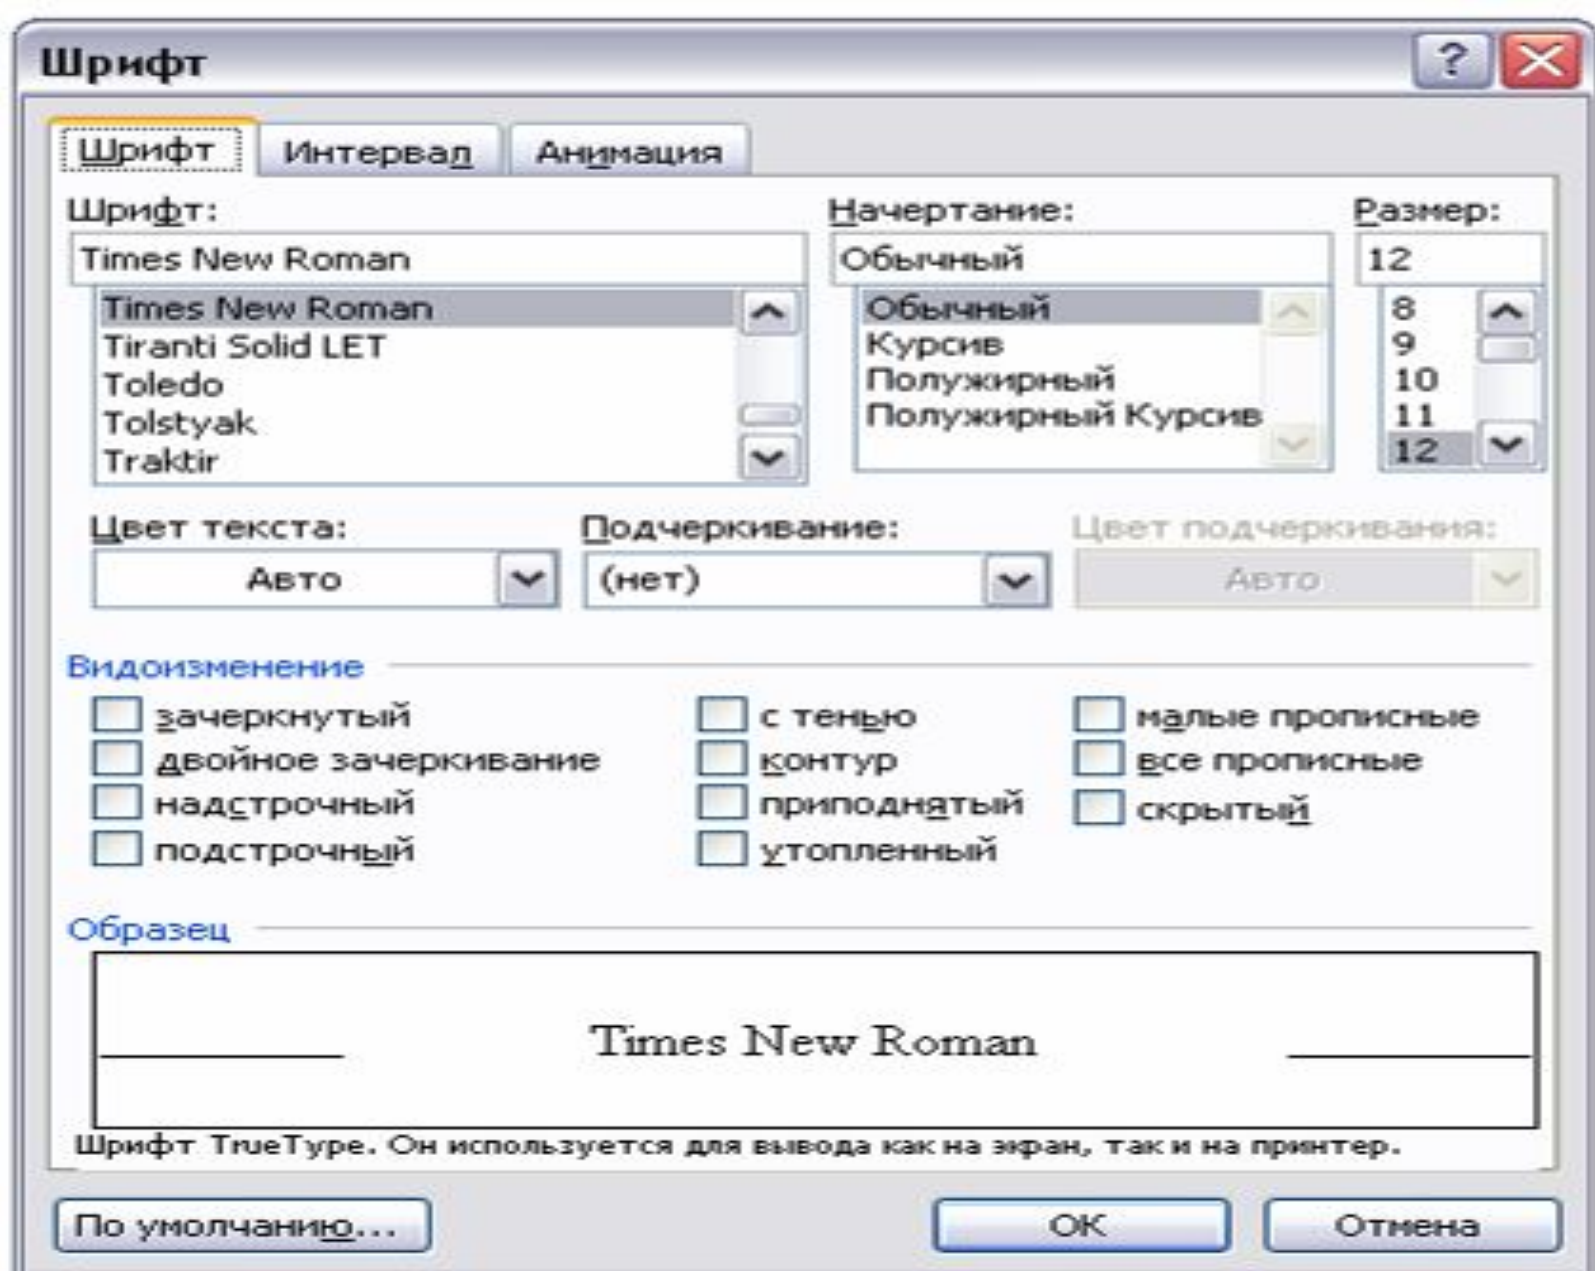 Шрифт
?
Шрифт Интервал Анимация
Шрифт: Начертание: Размер:
Times New Roman Обычный 12
Times New Roman Обычный 8
Tiranti Solid LET Курсив 9
Toledo Полужирный 10
Tolstyak Полужирный Курсив 11
Traktir 12
Цвет текста: Подчеркивание: Цвет подчеркивания:
Авто (нет) Авто
Видоизменение
зачеркнутый с тенью малые прописные
двойное зачеркивание контур все прописные
надстрочный приподнятый скрытый
подстрочный утопленный
Образец
Times New Roman
Шрифт TrueType. Он используется для вывода как на экран, так и на принтер.
По умолчанию... ОК Отмена